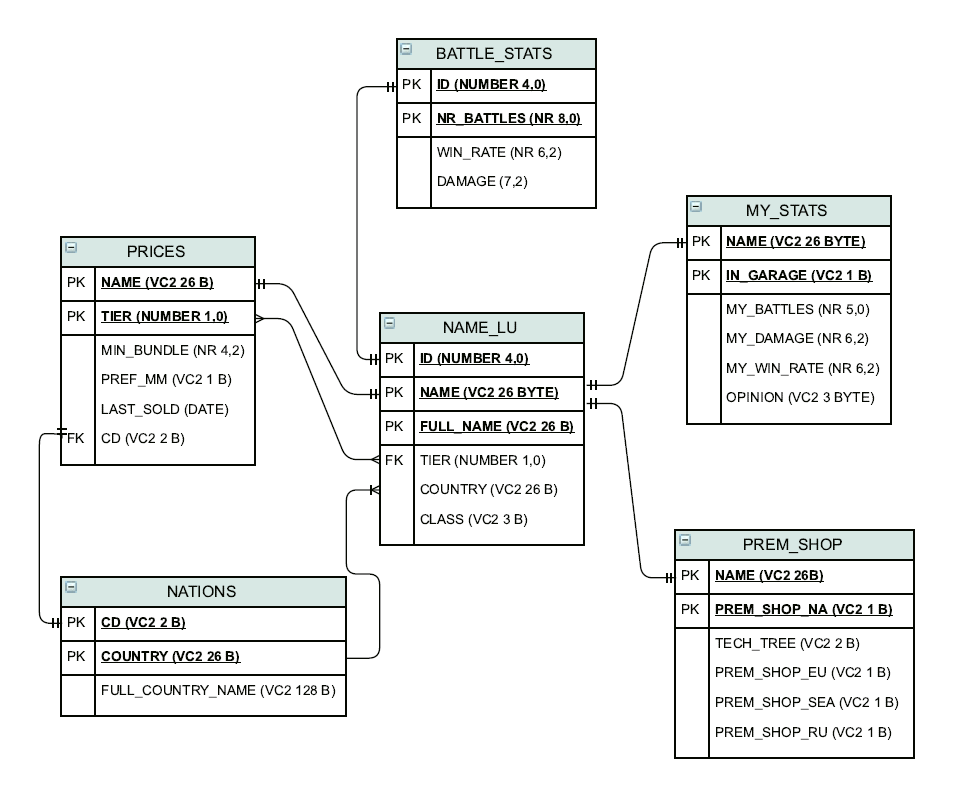 BATTLE_STATS
PK ID (NUMBER 4,0)
PK NR_BATTLES (NR 8,0)
WIN_RATE (NR 6,2)
DAMAGE (7,2)
MY_STATS
PK NAME (VC2 26 BYTE)
PK IN_GARAGE (VC2 1 B)
MY_BATTLES (NR 5,0)
MY_DAMAGE (NR 6,2)
MY_WIN_RATE (NR 6,2)
OPINION (VC2 3 BYTE)
PRICES
PK NAME (VC2 26 B)
PK TIER (NUMBER 1,0)
MIN_BUNDLE (NR 4,2)
PREF_MM (VC2 1 B)
LAST_SOLD (DATE)
FK CD (VC2 2 B)
NAME_LU
PK ID (NUMBER 4,0)
PK NAME (VC2 26 BYTE)
PK FULL_NAME (VC2 26 B)
FK TIER (NUMBER 1,0)
COUNTRY (VC2 26 B)
CLASS (VC2 3 B)
PREM_SHOP
PK NAME (VC2 26B)
PK PREM_SHOP_NA (VC2 1 B)
TECH_TREE (VC2 2 B)
PREM_SHOP_EU (VC2 1 B)
PREM_SHOP_SEA (VC2 1 B)
PREM_SHOP_RU (VC2 1 B)
NATIONS
PK CD (VC2 2 B)
PK COUNTRY (VC2 26 B)
FULL_COUNTRY_NAME (VC2 128 B)